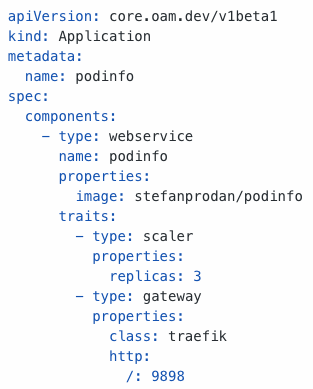 apiVersion: core.oam.dev/v1beta1
kind: Application
metadata:
  name: podinfo
spec:
  components:
    - type: webservice
      name: podinfo
      properties:
        image: stefanprodan/podinfo
      traits:
        - type: scaler
          properties:
            replicas: 3
        - type: gateway
          properties:
            class: traefik
            http:
              /: 9898